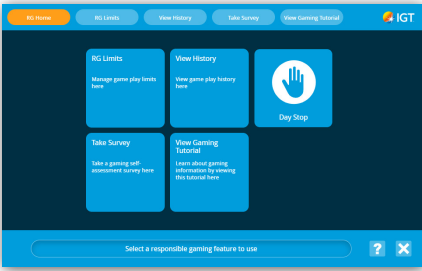 RG Home
RG Limits
View History
Take Survey
View Gaming Tutorial
IGT
RG Limits
Manage game play limits
here
View History
View game play history
here
Day Stop
Take Survey
Take a gaming self-
assessment survey here
View Gaming
Tutorial
Learn about gaming
information by viewing
this tutorial here
Select a responsible gaming feature to use
?